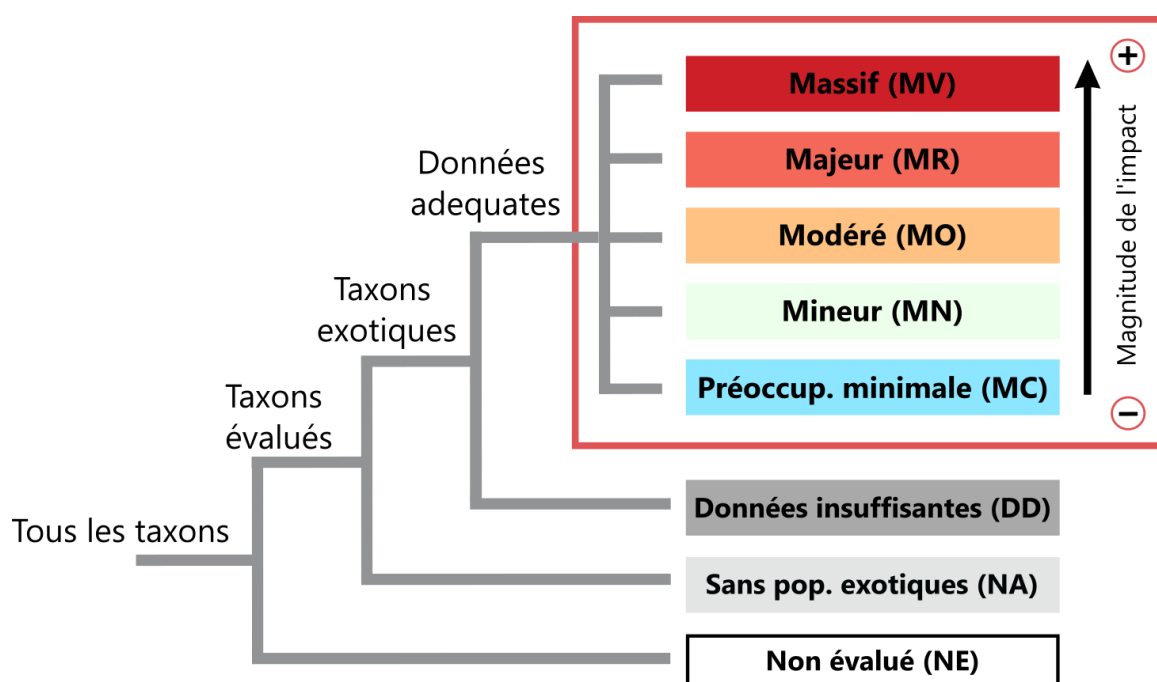 Massif (MV)
Majeur (MR)
Modéré (MO)
Mineur (MN)
Préoccup. minimale (MC)
+
Magnitude de l'impact
−
Données
adequates
Taxons
exotiques
Taxons
évalués
Tous les taxons
Données insuffisantes (DD)
Sans pop. exotiques (NA)
Non évalué (NE)